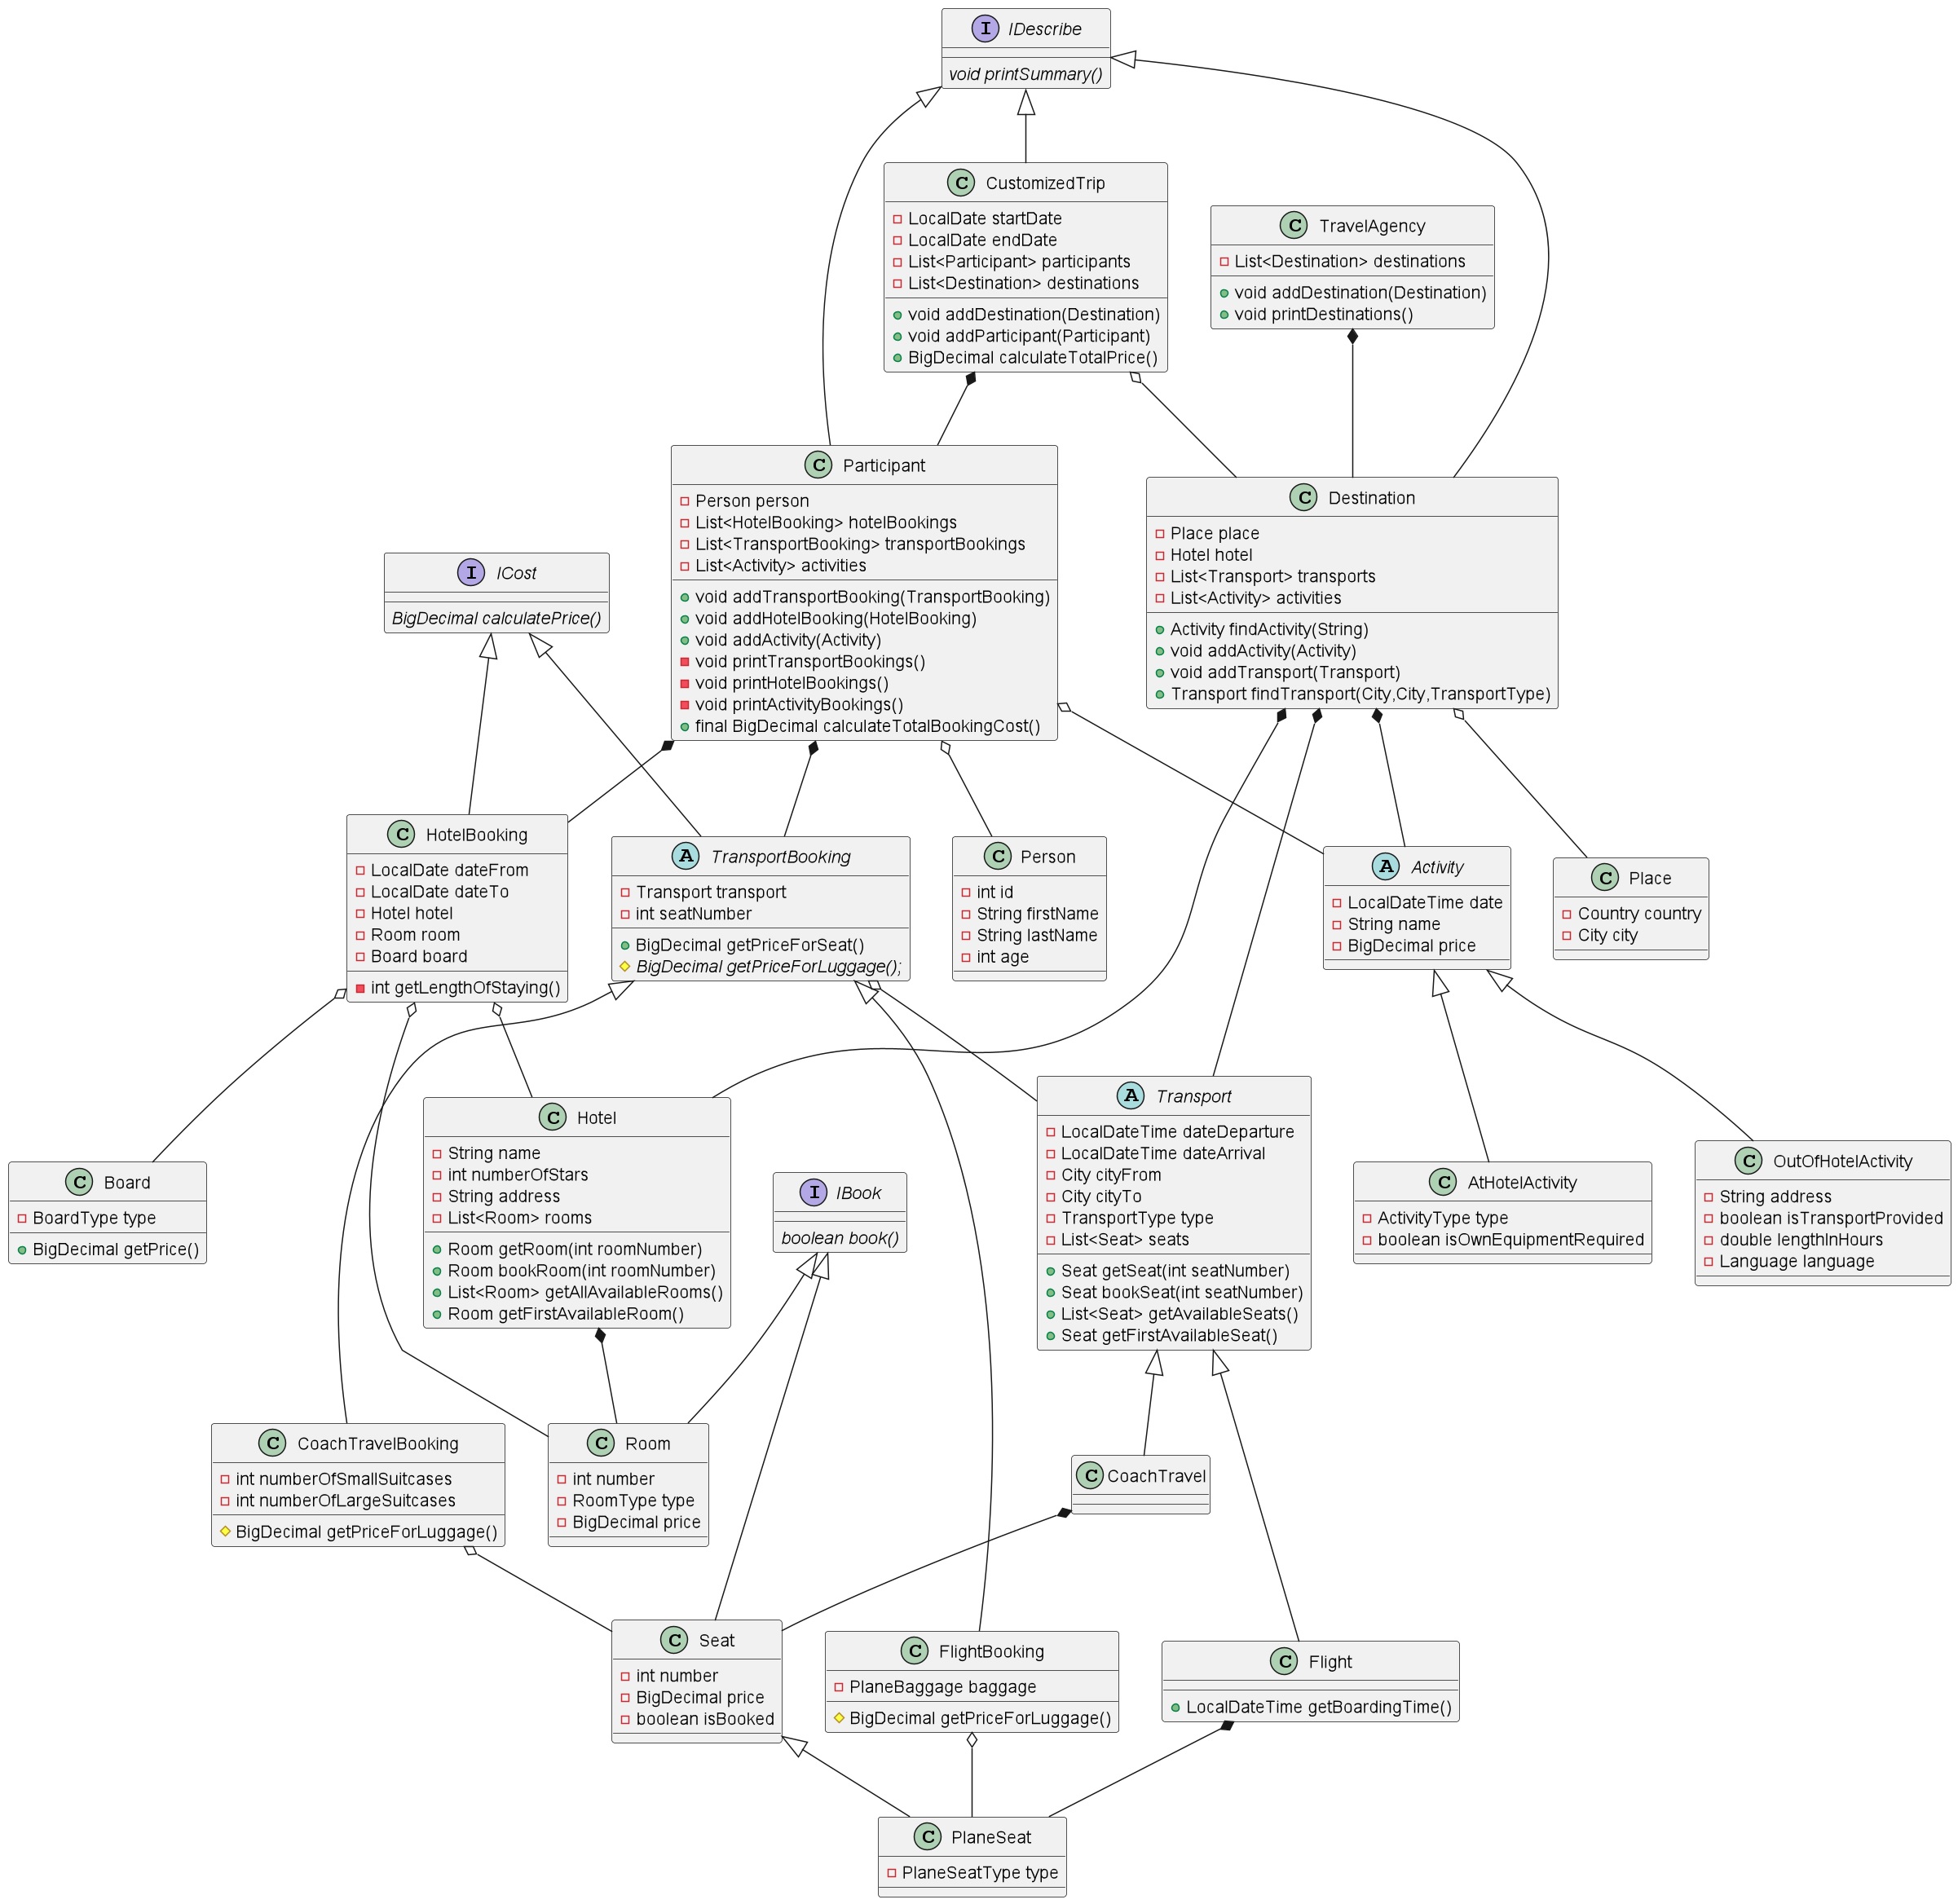 I IDescribe
void printSummary()
C CustomizedTrip
LocalDate startDate
LocalDate endDate
List<Participant> participants
List<Destination> destinations
void addDestination(Destination)
void addParticipant(Participant)
BigDecimal calculateTotalPrice()
C TravelAgency
List<Destination> destinations
void addDestination(Destination)
void printDestinations()
C Participant
Person person
List<HotelBooking> hotelBookings
List<TransportBooking> transportBookings
List<Activity> activities
void addTransportBooking(TransportBooking)
void addHotelBooking(HotelBooking)
void addActivity(Activity)
void printTransportBookings()
void printHotelBookings()
void printActivityBookings()
final BigDecimal calculateTotalBookingCost()
C Destination
Place place
Hotel hotel
List<Transport> transports
List<Activity> activities
Activity findActivity(String)
void addActivity(Activity)
void addTransport(Transport)
Transport findTransport(City,City,TransportType)
I ICost
BigDecimal calculatePrice()
C HotelBooking
LocalDate dateFrom
LocalDate dateTo
Hotel hotel
Room room
Board board
int getLengthOfStaying()
A TransportBooking
Transport transport
int seatNumber
BigDecimal getPriceForSeat()
BigDecimal getPriceForLuggage();
C Person
int id
String firstName
String lastName
int age
A Activity
LocalDateTime date
String name
BigDecimal price
C Place
Country country
City city
C Board
BoardType type
BigDecimal getPrice()
C Hotel
String name
int numberOfStars
String address
List<Room> rooms
Room getRoom(int roomNumber)
Room bookRoom(int roomNumber)
List<Room> getAllAvailableRooms()
Room getFirstAvailableRoom()
I IBook
boolean book()
A Transport
LocalDateTime dateDeparture
LocalDateTime dateArrival
City cityFrom
City cityTo
TransportType type
List<Seat> seats
Seat getSeat(int seatNumber)
Seat bookSeat(int seatNumber)
List<Seat> getAvailableSeats()
Seat getFirstAvailableSeat()
C AtHotelActivity
ActivityType type
boolean isOwnEquipmentRequired
C OutOfHotelActivity
String address
boolean isTransportProvided
double lengthInHours
Language language
C CoachTravelBooking
int numberOfSmallSuitcases
int numberOfLargeSuitcases
BigDecimal getPriceForLuggage()
C Room
int number
RoomType type
BigDecimal price
C CoachTravel
C Seat
int number
BigDecimal price
boolean isBooked
C FlightBooking
PlaneBaggage baggage
BigDecimal getPriceForLuggage()
C Flight
LocalDateTime getBoardingTime()
C PlaneSeat
PlaneSeatType type